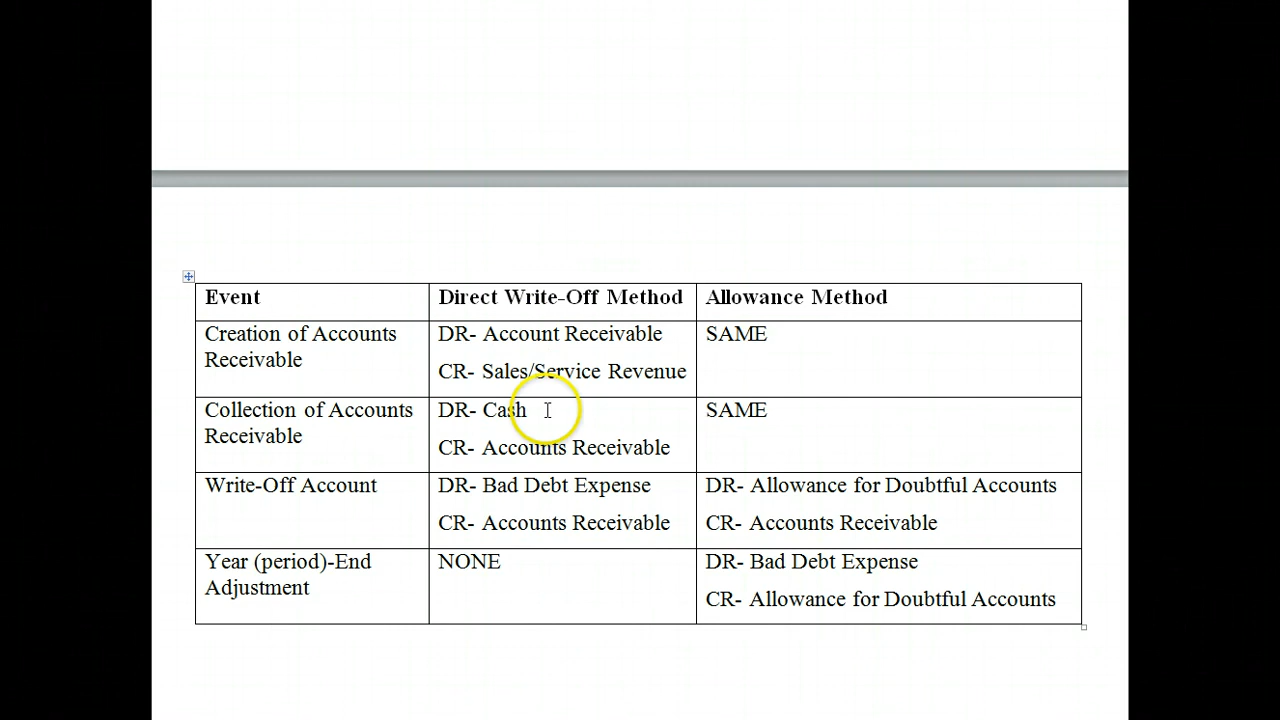 Event
Direct Write-Off Method
Allowance Method
Creation of Accounts
Receivable
DR- Account Receivable
CR- Sales/Service Revenue
SAME
Collection of Accounts
Receivable
DR- Cash
CR- Accounts Receivable
SAME
Write-Off Account
DR- Bad Debt Expense
CR- Accounts Receivable
DR- Allowance for Doubtful Accounts
CR- Accounts Receivable
Year (period)-End
Adjustment
NONE
DR- Bad Debt Expense
CR- Allowance for Doubtful Accounts